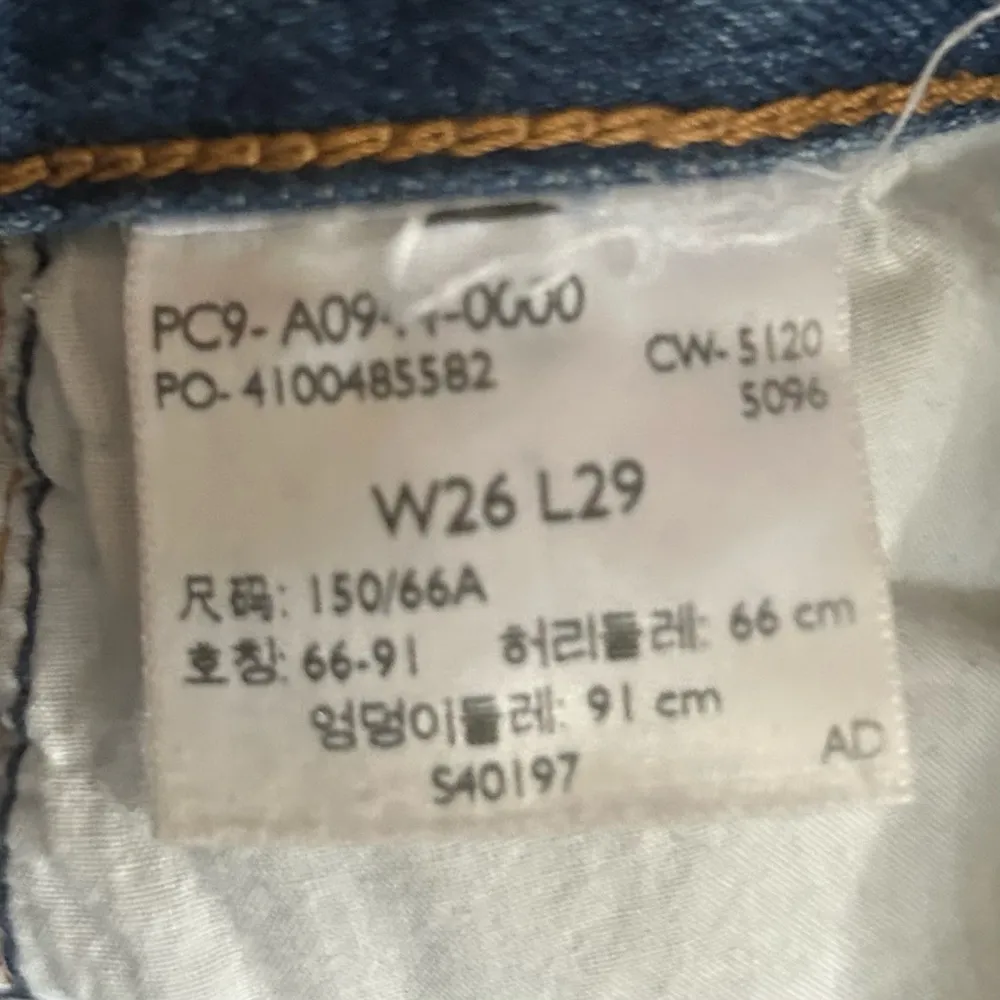 PC9- A09-
PO- 4100485582
CW- 5120
5096
W26 L29
尺码: 150/66A
호칭: 66-91 허리둘레: 66 cm
엉덩이둘레: 91 cm
S40197
AD